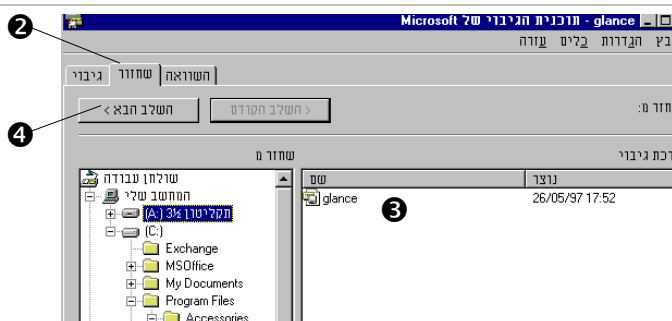 glance - תוכנית הגיבוי של Microsoft
בץ הגדרות כלים עזרה
גיבוי שחזור השוואה
השלב הבא > < השלב הקודם
חזר מ:
שחזר מ
רכת גיבוי
שולחן עבודה
המחשב שלי
תקליטון 3½ (A:)
(C:)
Exchange
MSOffice
My Documents
Program Files
Accessories
שם נוצר
glance 26/05/97 17:52
2
4
3